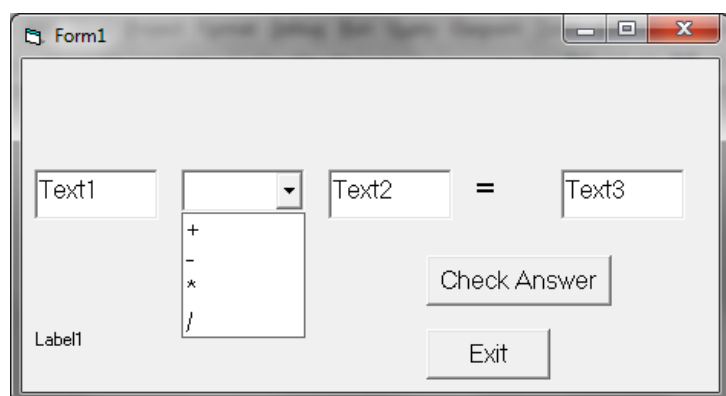 Form1
Text1 Text2 = Text3
+
-
*
/
Check Answer
Label1
Exit